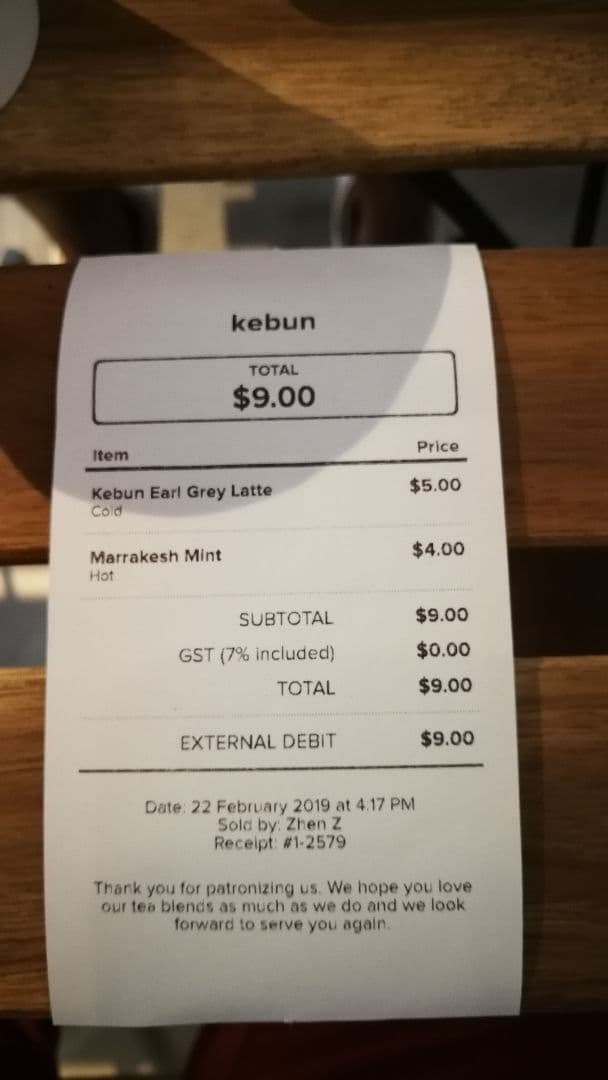 kebun
TOTAL
$9.00
Item Price
Kebun Earl Grey Latte $5.00
Cold
Marrakesh Mint $4.00
Hot
SUBTOTAL $9.00
GST (7% included) $0.00
TOTAL $9.00
EXTERNAL DEBIT $9.00
Date: 22 February 2019 at 4:17 PM
Sold by: Zhen Z
Receipt: #1-2579
Thank you for patronizing us. We hope you love
our tea blends as much as we do and we look
forward to serve you again.